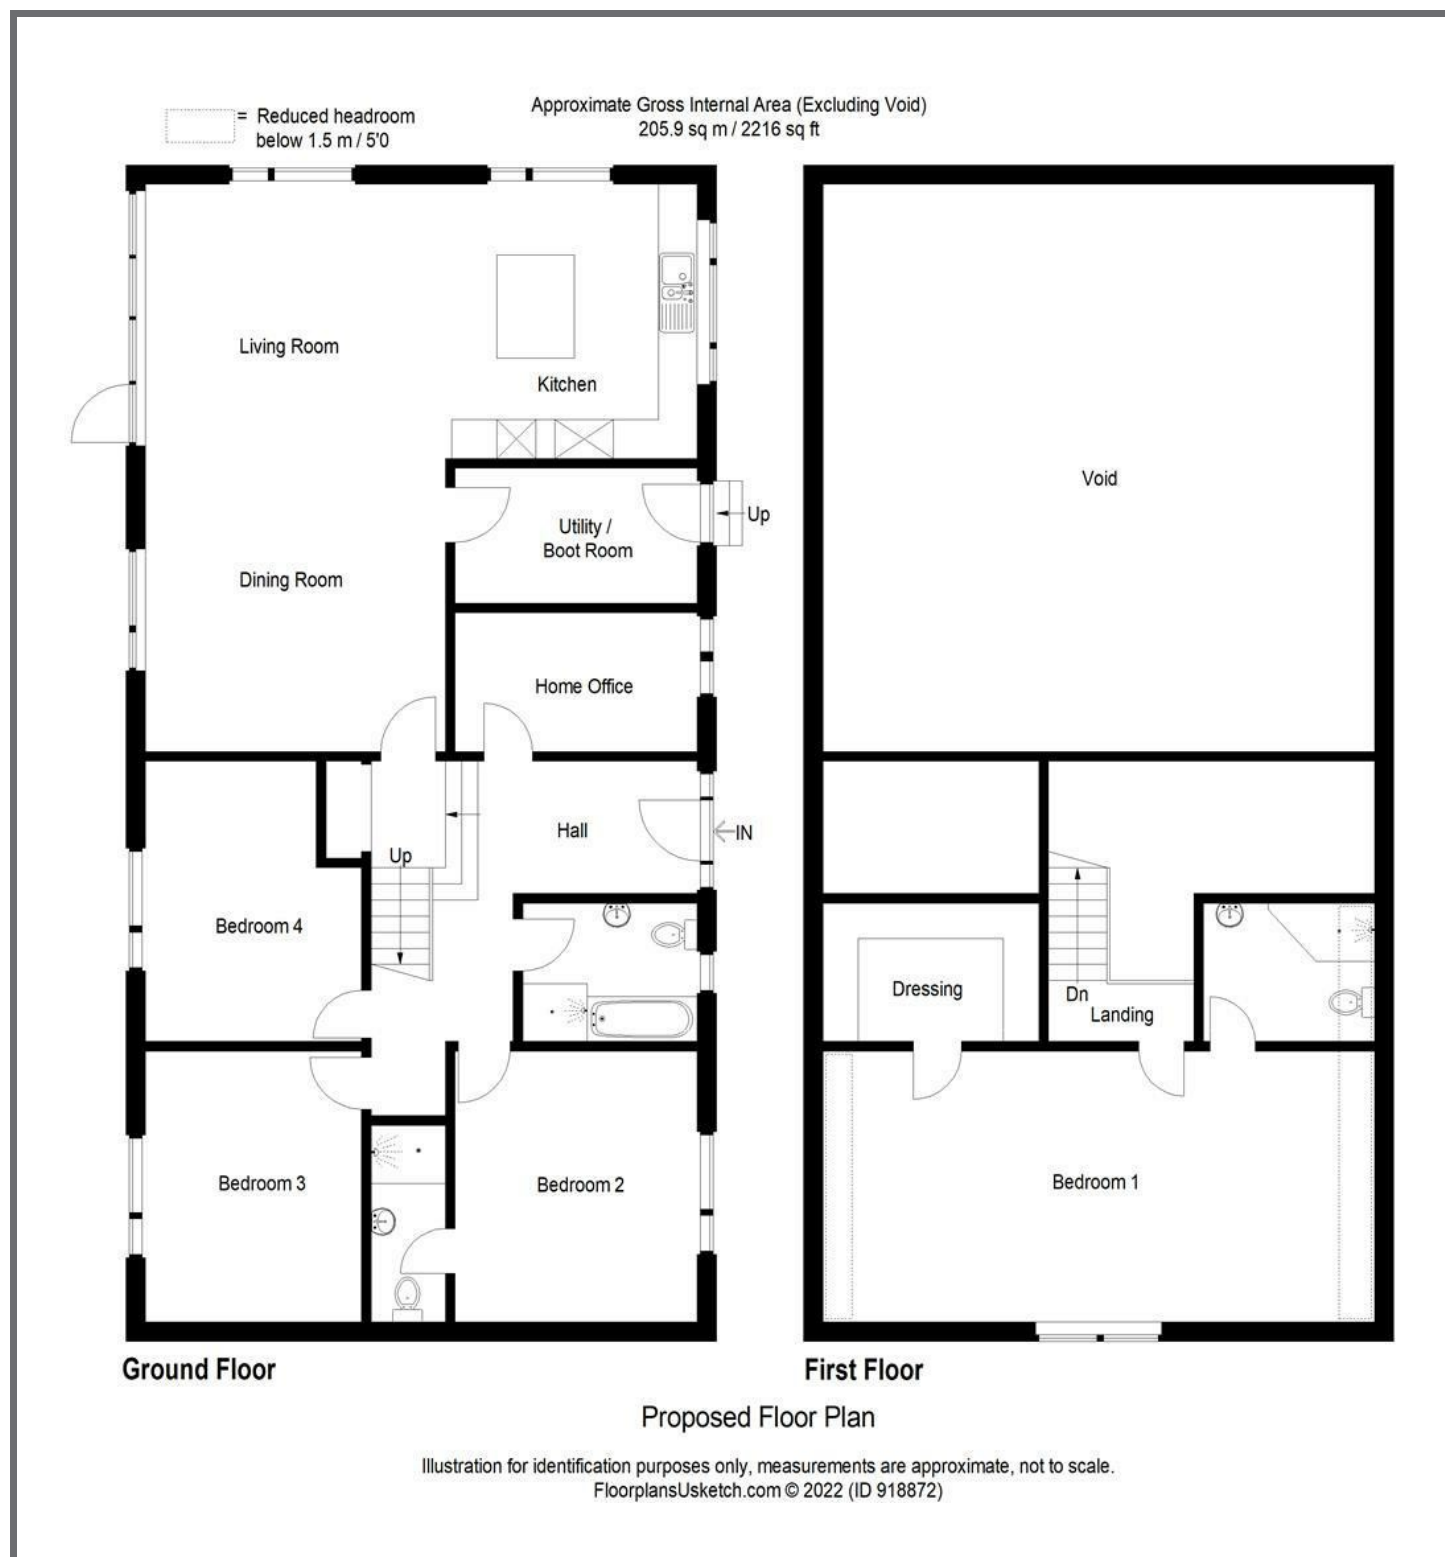 = Reduced headroom
below 1.5 m / 5'0
Approximate Gross Internal Area (Excluding Void)
205.9 sq m / 2216 sq ft
Living Room
Kitchen
Utility /
Boot Room
Up
Dining Room
Home Office
Hall
IN
Up
Bedroom 4
Bedroom 3
Bedroom 2
Ground Floor
Void
Dressing
Dn
Landing
Bedroom 1
First Floor
Proposed Floor Plan
Illustration for identification purposes only, measurements are approximate, not to scale.
FloorplansUsketch.com © 2022 (ID 918872)